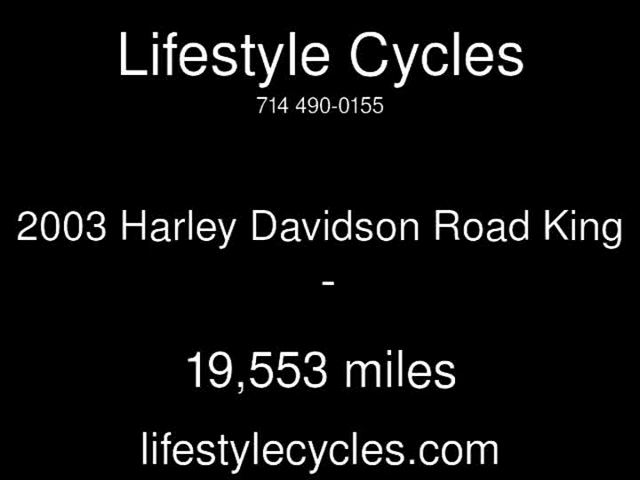 Lifestyle Cycles
714 490-0155
2003 Harley Davidson Road King
-
19,553 miles
lifestylecycles.com